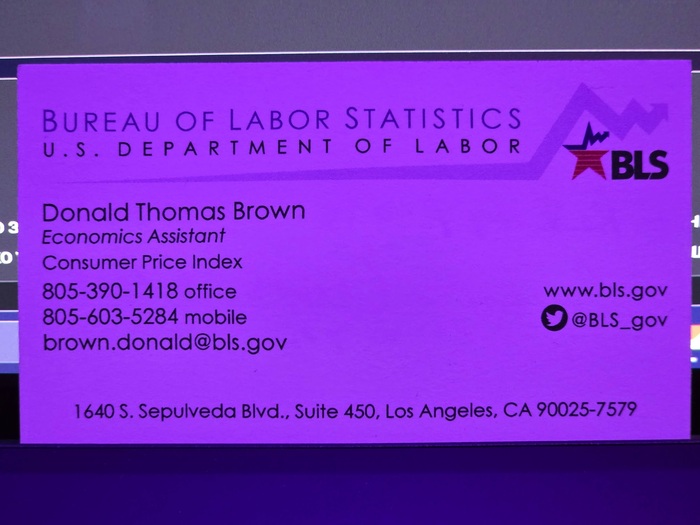 BUREAU OF LABOR STATISTICS
U.S. DEPARTMENT OF LABOR
BLS
Donald Thomas Brown
Economics Assistant
Consumer Price Index
805-390-1418 office
805-603-5284 mobile
brown.donald@bls.gov
www.bls.gov
@BLS_gov
1640 S. Sepulveda Blvd., Suite 450, Los Angeles, CA 90025-7579